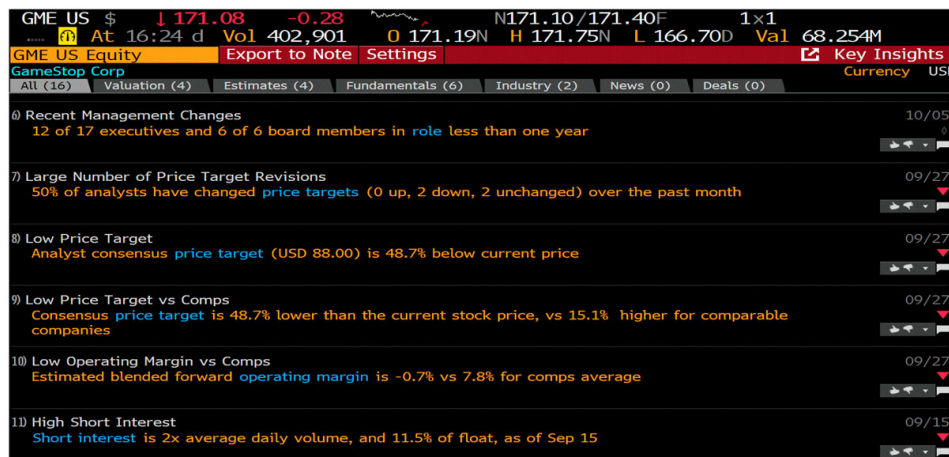 GME US $ ↓171.08 -0.28 N171.10/171.40F 1x1
At 16:24 d Vol 402,901 O 171.19N H 171.75N L 166.70D Val 68.254M
GME US Equity Export to Note Settings Key Insights
GameStop Corp Currency USD
All (16) Valuation (4) Estimates (4) Fundamentals (6) Industry (2) News (0) Deals (0)
6) Recent Management Changes 10/05
12 of 17 executives and 6 of 6 board members in role less than one year
7) Large Number of Price Target Revisions 09/27
50% of analysts have changed price targets (0 up, 2 down, 2 unchanged) over the past month
8) Low Price Target 09/27
Analyst consensus price target (USD 88.00) is 48.7% below current price
9) Low Price Target vs Comps 09/27
Consensus price target is 48.7% lower than the current stock price, vs 15.1% higher for comparable
companies
10) Low Operating Margin vs Comps 09/27
Estimated blended forward operating margin is -0.7% vs 7.8% for comps average
11) High Short Interest 09/15
Short interest is 2x average daily volume, and 11.5% of float, as of Sep 15